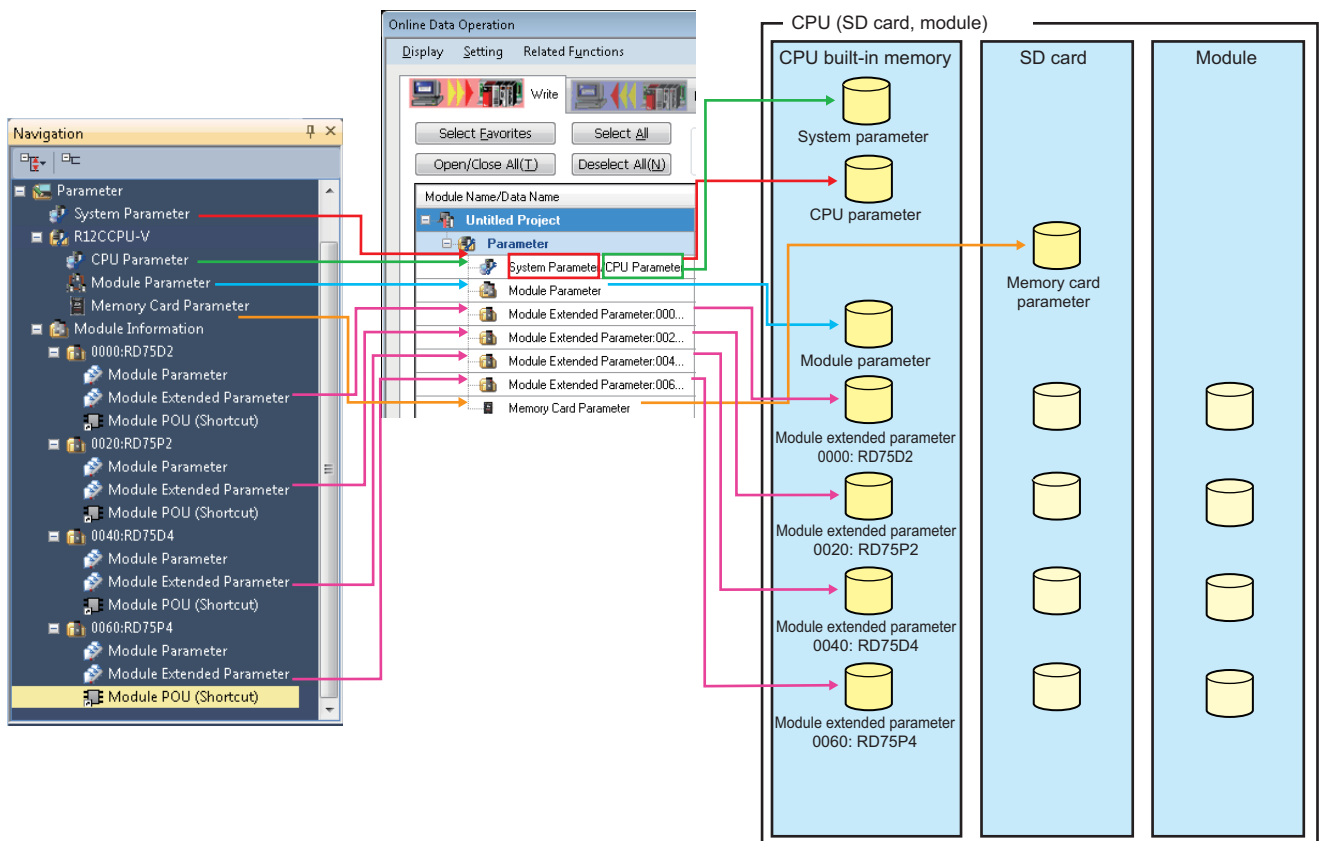 Navigation
Parameter
System Parameter
R12CCPU-V
CPU Parameter
Module Parameter
Memory Card Parameter
Module Information
0000:RD75D2
Module Parameter
Module Extended Parameter
Module POU (Shortcut)
0020:RD75P2
Module Parameter
Module Extended Parameter
Module POU (Shortcut)
0040:RD75D4
Module Parameter
Module Extended Parameter
Module POU (Shortcut)
0060:RD75P4
Module Parameter
Module Extended Parameter
Module POU (Shortcut)
Online Data Operation
Display Setting Related Functions
Write
Select Favorites Select All
Open/Close All(T) Deselect All(N)
Module Name/Data Name
Untitled Project
Parameter
System Parameter/CPU Paramete
Module Parameter
Module Extended Parameter:000...
Module Extended Parameter:002...
Module Extended Parameter:004...
Module Extended Parameter:006...
Memory Card Parameter
CPU (SD card, module)
CPU built-in memory
System parameter
CPU parameter
Module parameter
Module extended parameter
0000: RD75D2
Module extended parameter
0020: RD75P2
Module extended parameter
0040: RD75D4
Module extended parameter
0060: RD75P4
SD card
Memory card
parameter
Module